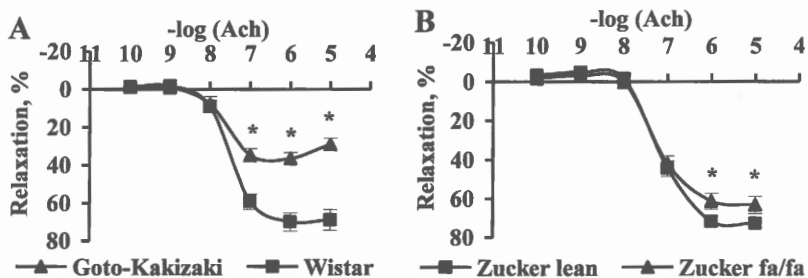 A
-log (Ach)
11 10 9 8 7 6 5 4
-20
0
20
40
60
80
Relaxation, %
* * *
Goto-Kakizaki Wistar
B
-log (Ach)
11 10 9 8 7 6 5 4
-20
0
20
40
60
80
Relaxation, %
* *
Zucker lean Zucker fa/fa